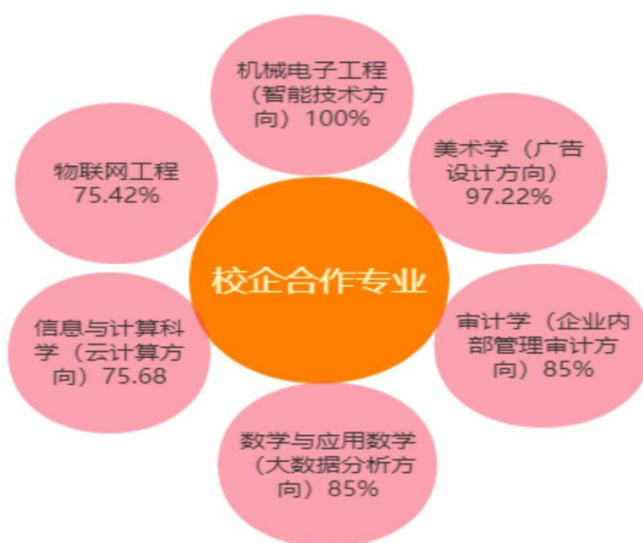 机械电子工程
（智能技术方
向）100%
美术学（广告
设计方向）
97.22%
审计学（企业内
部管理审计方
向）85%
数学与应用数学
（大数据分析方
向）85%
信息与计算科
学（云计算方
向）75.68
物联网工程
75.42%
校企合作专业